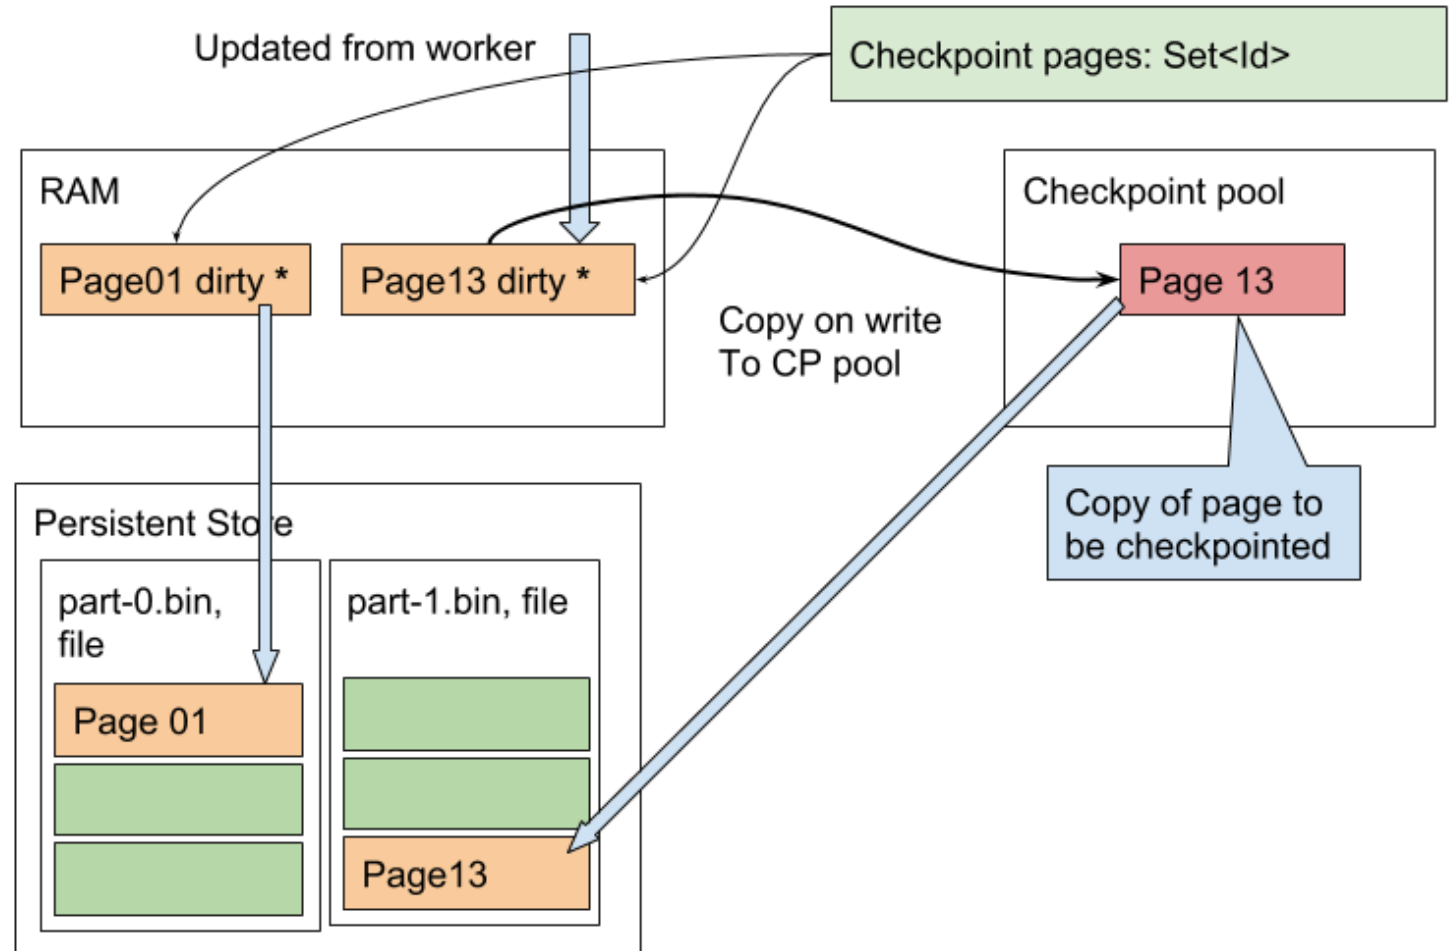 Updated from worker
Checkpoint pages: Set<Id>
RAM
Checkpoint pool
Page01 dirty *
Page13 dirty *
Page 13
Copy on write
To CP pool
Copy of page to
be checkpointed
Persistent Store
part-0.bin,
file
part-1.bin, file
Page 01
Page13